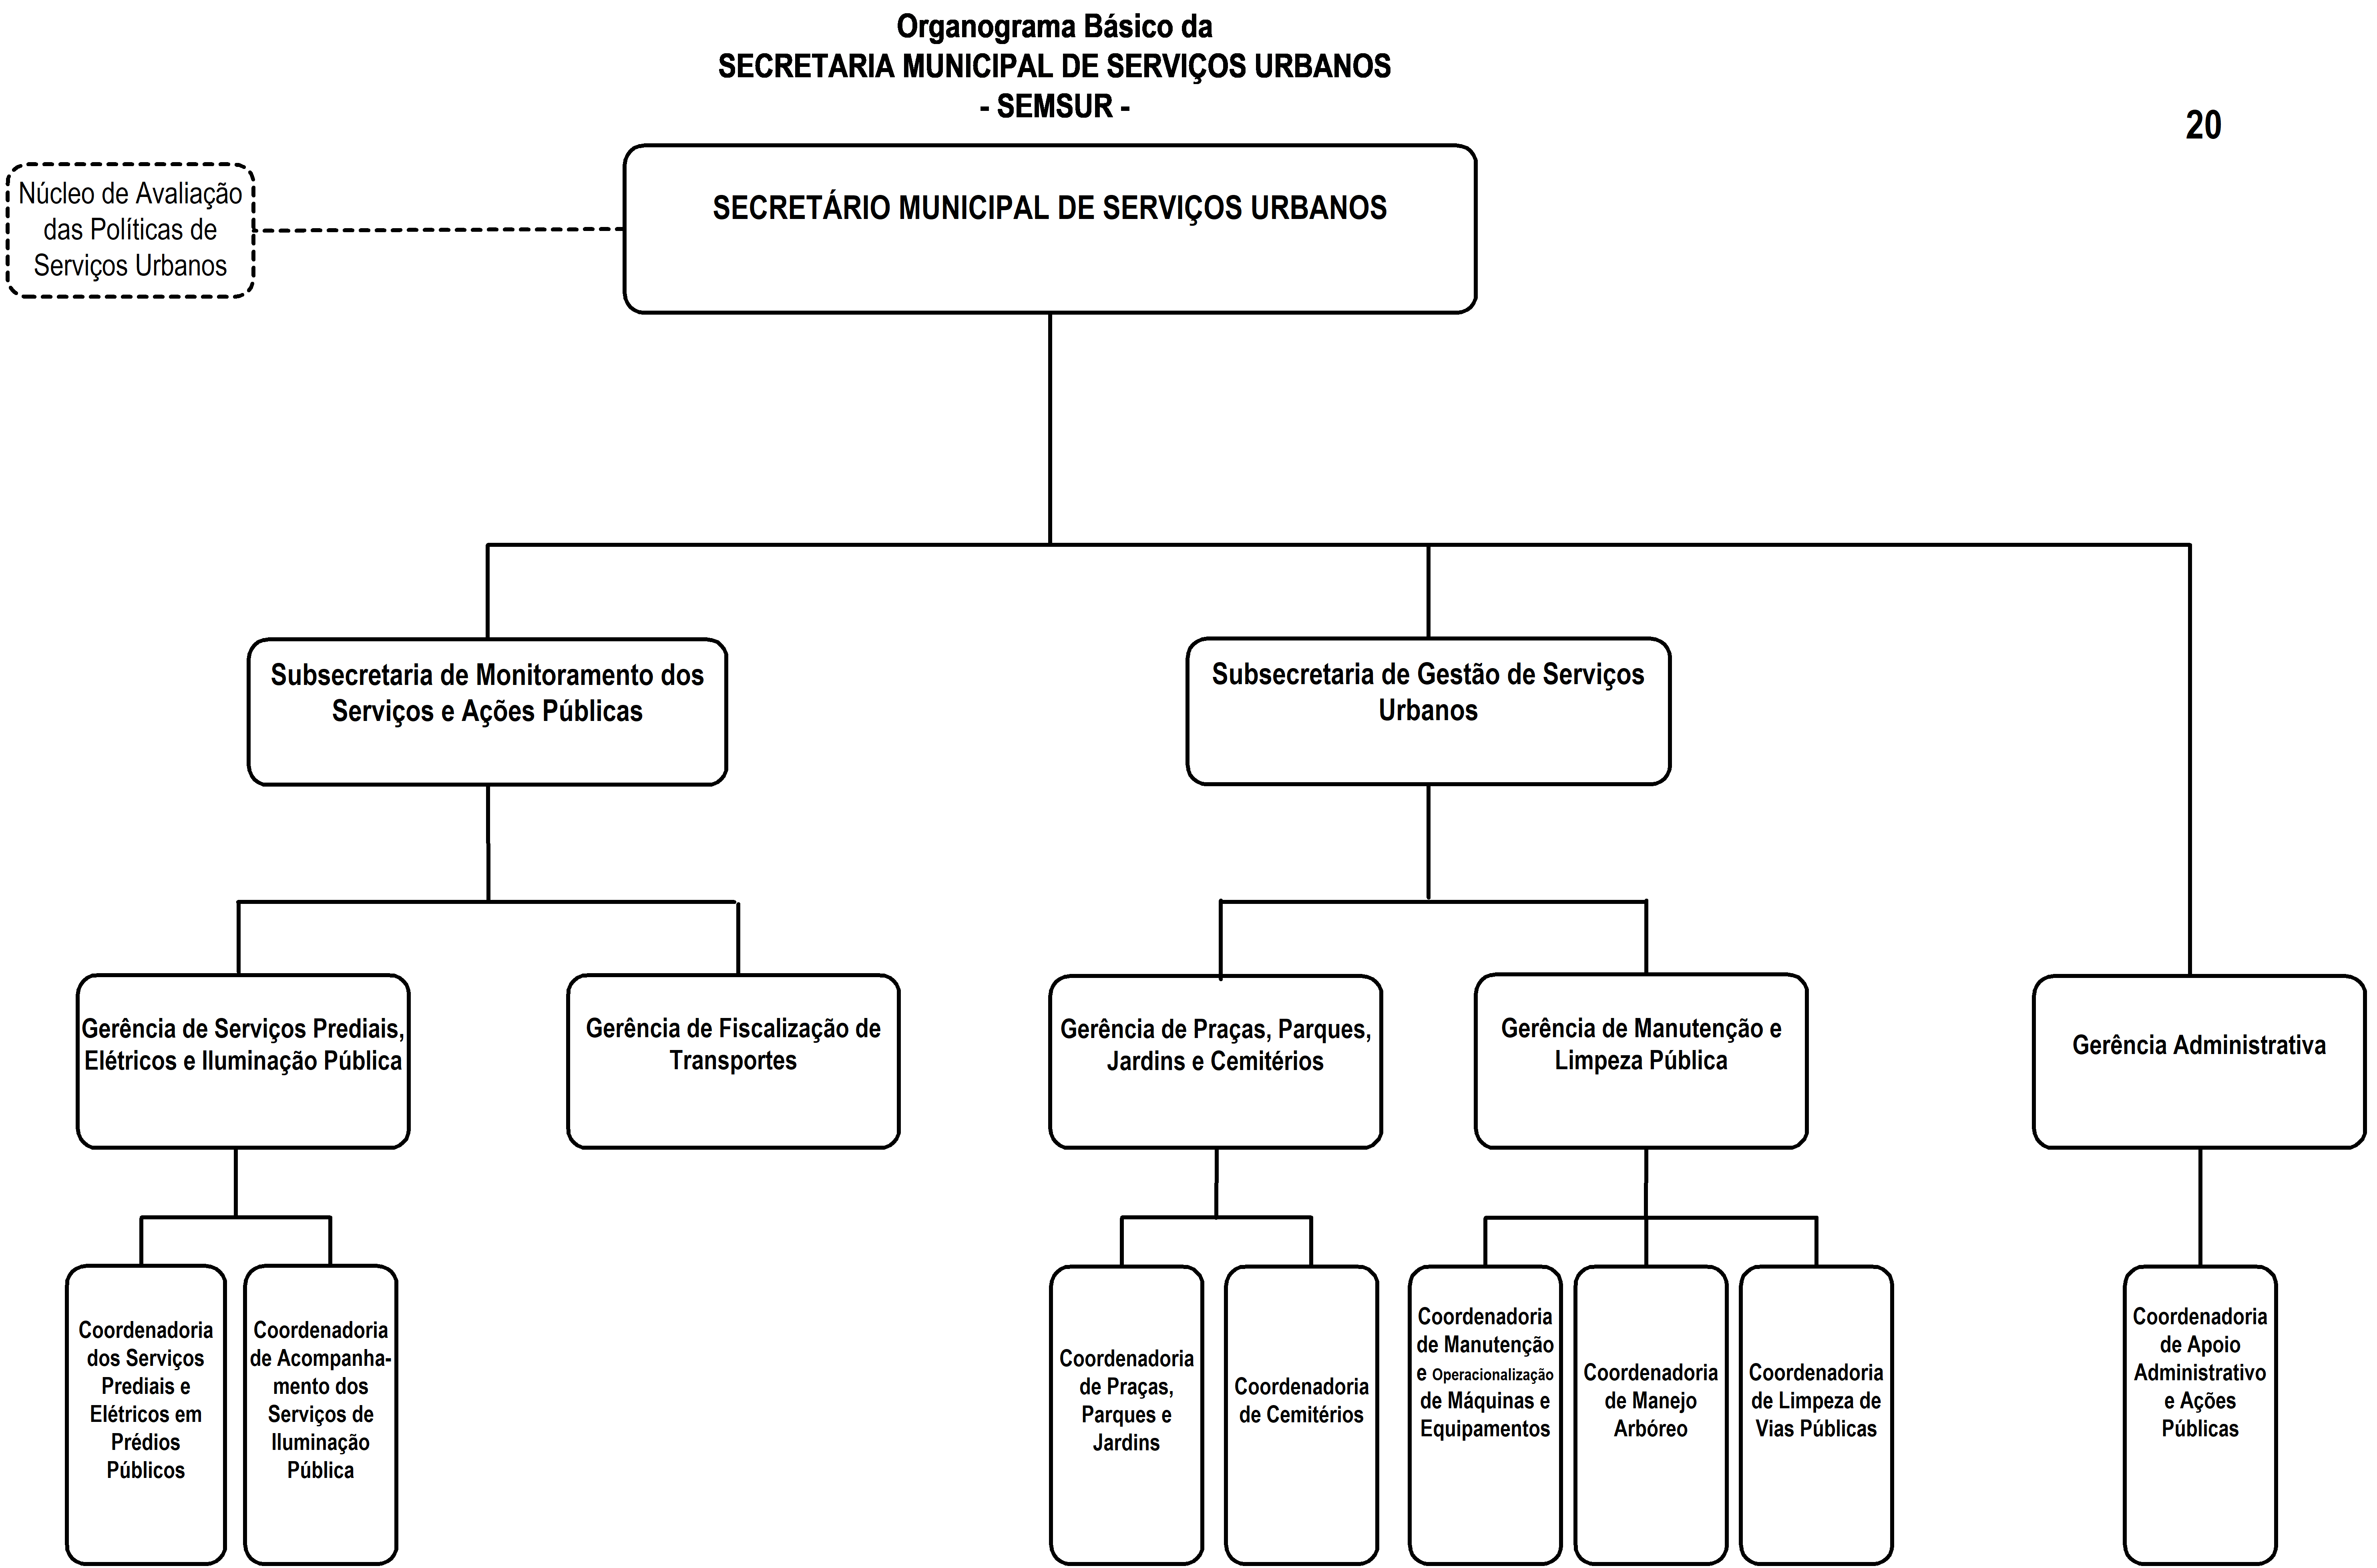 Organograma Básico da
SECRETARIA MUNICIPAL DE SERVIÇOS URBANOS
- SEMSUR -
20
Núcleo de Avaliação
das Políticas de
Serviços Urbanos
SECRETÁRIO MUNICIPAL DE SERVIÇOS URBANOS
Subsecretaria de Monitoramento dos
Serviços e Ações Públicas
Subsecretaria de Gestão de Serviços
Urbanos
Gerência de Serviços Prediais,
Elétricos e Iluminação Pública
Gerência de Fiscalização de
Transportes
Gerência de Praças, Parques,
Jardins e Cemitérios
Gerência de Manutenção e
Limpeza Pública
Gerência Administrativa
Coordenadoria
dos Serviços
Prediais e
Elétricos em
Prédios
Públicos
Coordenadoria
de Acompanha-
mento dos
Serviços de
Iluminação
Pública
Coordenadoria
de Praças,
Parques e
Jardins
Coordenadoria
de Cemitérios
Coordenadoria
de Manutenção
e Operacionalização
de Máquinas e
Equipamentos
Coordenadoria
de Manejo
Arbóreo
Coordenadoria
de Limpeza de
Vias Públicas
Coordenadoria
de Apoio
Administrativo
e Ações
Públicas